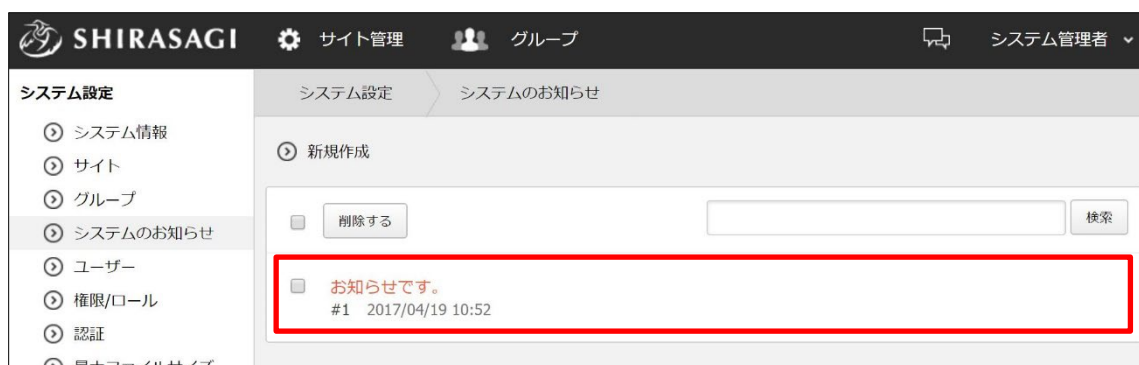 SHIRASAGI サイト管理 グループ システム管理者
システム設定
システム情報
サイト
グループ
システムのお知らせ
ユーザー
権限/ロール
認証
システム設定 システムのお知らせ
新規作成
削除する 検索
お知らせです。
#1 2017/04/19 10:52